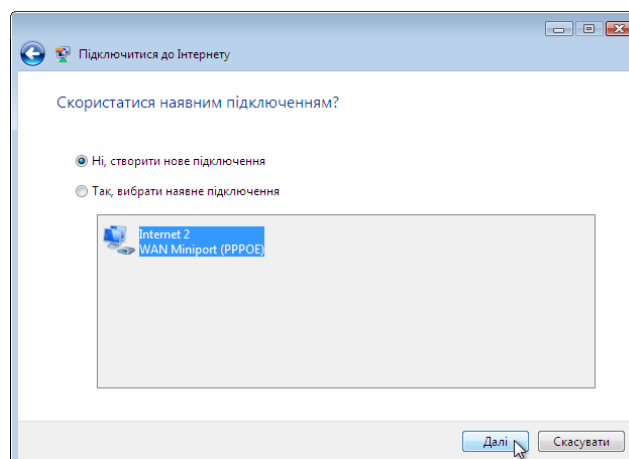 Підключитися до Інтернету
Скористатися наявним підключенням?
Ні, створити нове підключення
Так, вибрати наявне підключення
Internet 2
WAN Miniport (PPPOE)
Далі
Скасувати